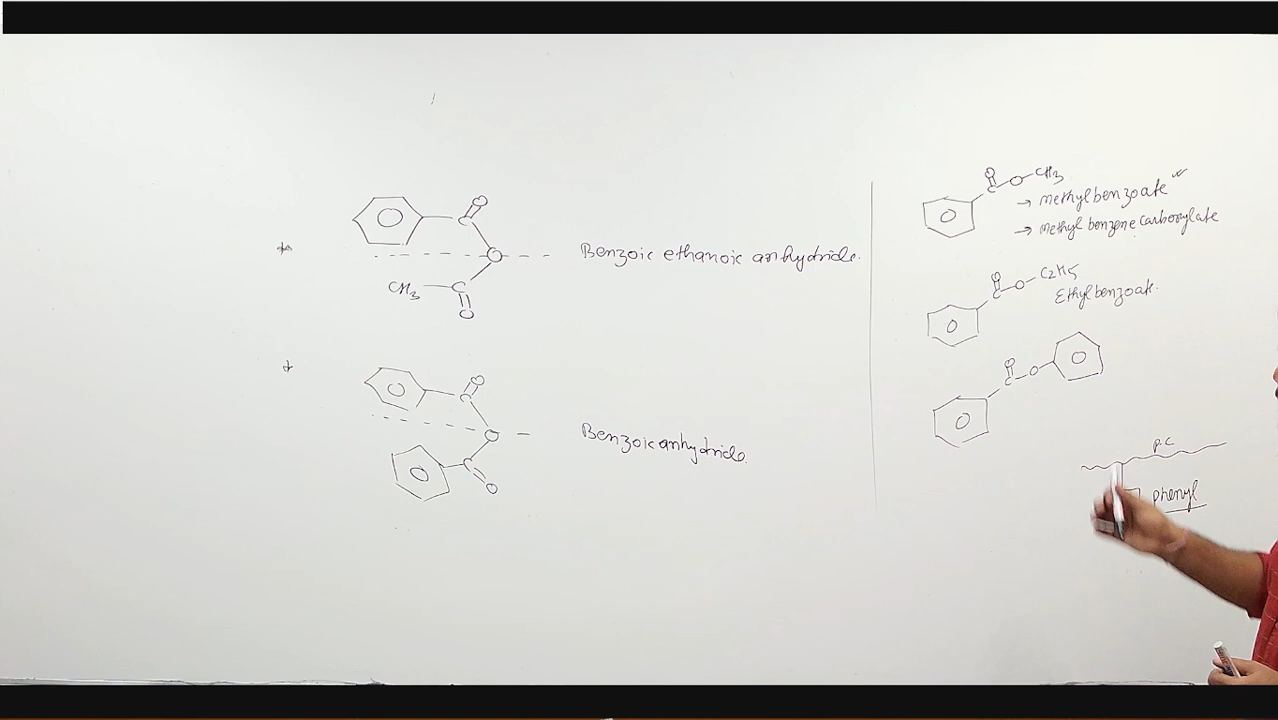 O
C
O
Benzoic ethanoic anhydride.
CH3
C
O
O
C
O
Benzoic anhydride.
C
O
O
C
O
CH3
→ methyl benzoate
→ Methyl benzene carboxylate
O
C
O
C2H5
Ethyl benzoate.
O
C
O
P.C
phenyl